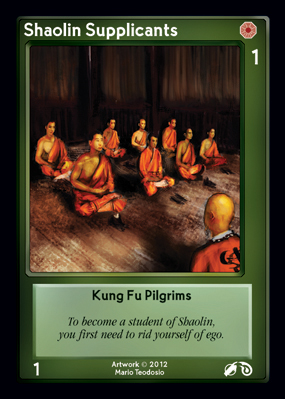 Shaolin Supplicants
1
Kung Fu Pilgrims
To become a student of Shaolin,
you first need to rid yourself of ego.
1
Artwork © 2012
Mario Teodosio